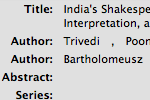 Title: India's Shakespe
Interpretation, a
Author: Trivedi , Poon
Author: Bartholomeusz
Abstract:
Series: